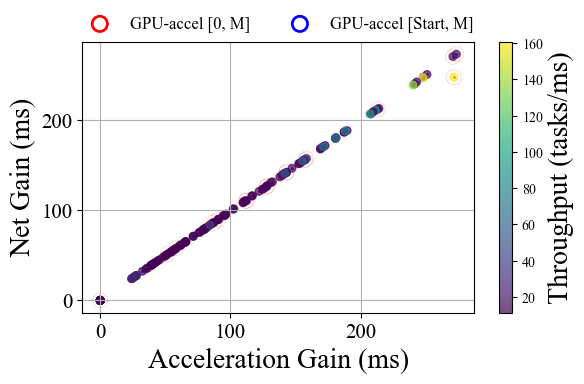 GPU-accel [0, M] GPU-accel [Start, M]
Net Gain (ms)
200
100
0
0 100 200
Acceleration Gain (ms)
160
140
120
100
80
60
40
20
Throughput (tasks/ms)